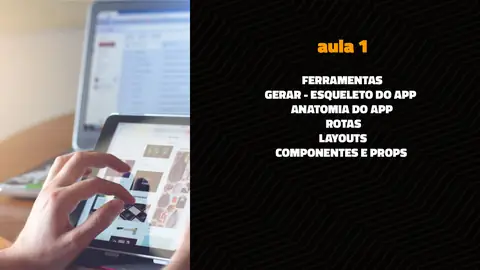 aula 1
FERRAMENTAS
GERAR - ESQUELETO DO APP
ANATOMIA DO APP
ROTAS
LAYOUTS
COMPONENTES E PROPS